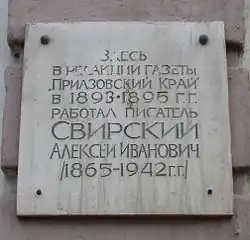 ЗДЕСЬ
В РЕДАКЦИИ ГАЗЕТЫ
"ПРИАЗОВСКИЙ КРАЙ"
В 1893-1895 Г.Г.
РАБОТАЛ ПИСАТЕЛЬ
СВИРСКИЙ
АЛЕКСЕЙ ИВАНОВИЧ
/1865-1942 г.г./